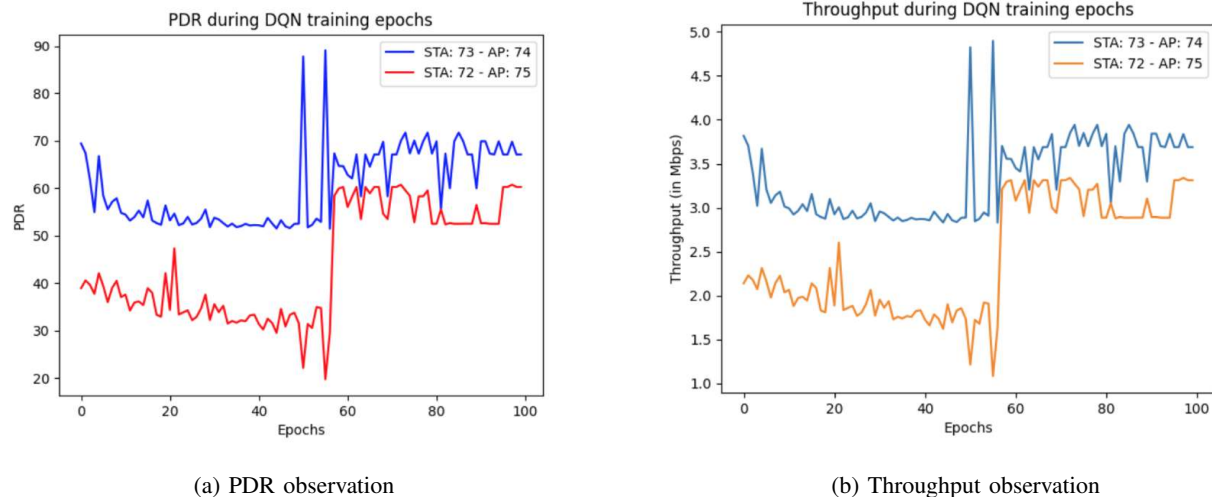 PDR during DQN training epochs
STA: 73 - AP: 74
STA: 72 - AP: 75
90
80
70
60
50
40
30
20
PDR
0
20
40
60
80
100
Epochs
(a) PDR observation
Throughput during DQN training epochs
STA: 73 - AP: 74
STA: 72 - AP: 75
5.0
4.5
4.0
3.5
3.0
2.5
2.0
1.5
1.0
Throughput (in Mbps)
0
20
40
60
80
100
Epochs
(b) Throughput observation